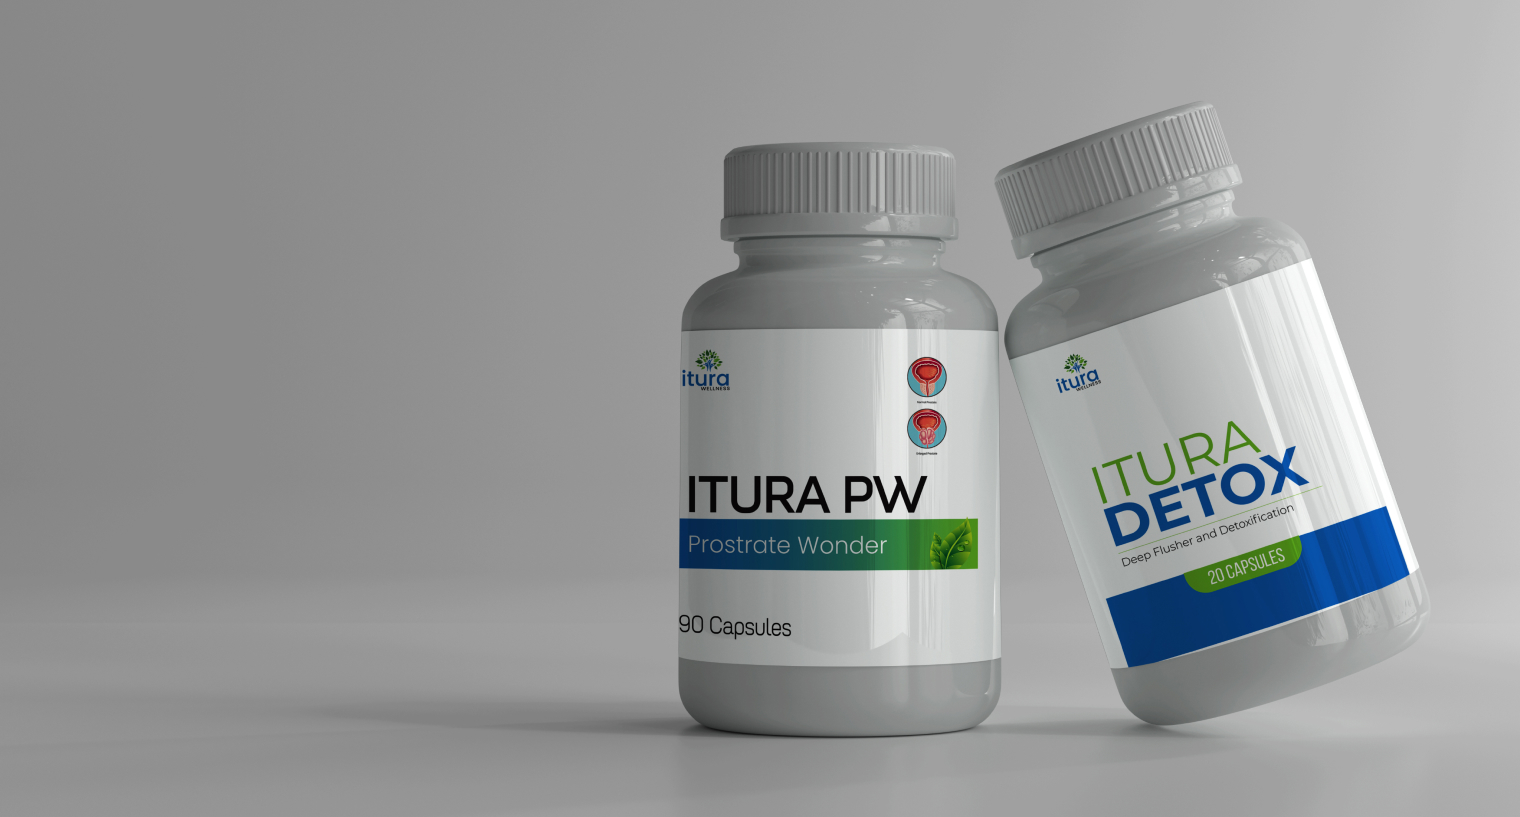 itura
WELLNESS
ITURA PW
Prostrate Wonder
90 Capsules
itura
WELLNESS
ITURA
DETOX
Deep Flusher and Detoxification
20 CAPSULES